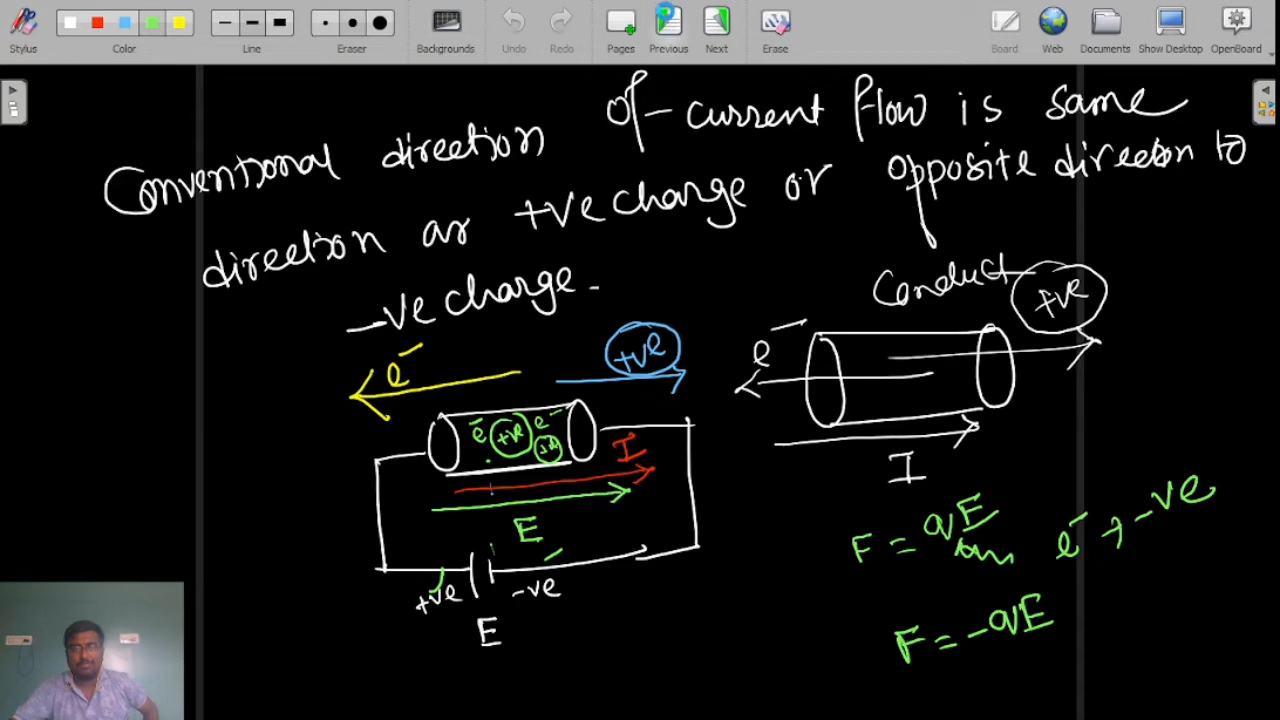 Stylus
Color
Line
Eraser
Backgrounds
Undo
Redo
Pages
Previous
Next
Erase
Board
Web
Documents
Show Desktop
OpenBoard
Conventional direction of current flow is same
direction as +ve charge or opposite direction to
-ve charge.
Conduct
+ve
e⁻
+ve
e⁻
e⁻ +ve e⁻ +ve
I
I
E
F = qE
e⁻ → -ve
+ve
-ve
E
F = -qE